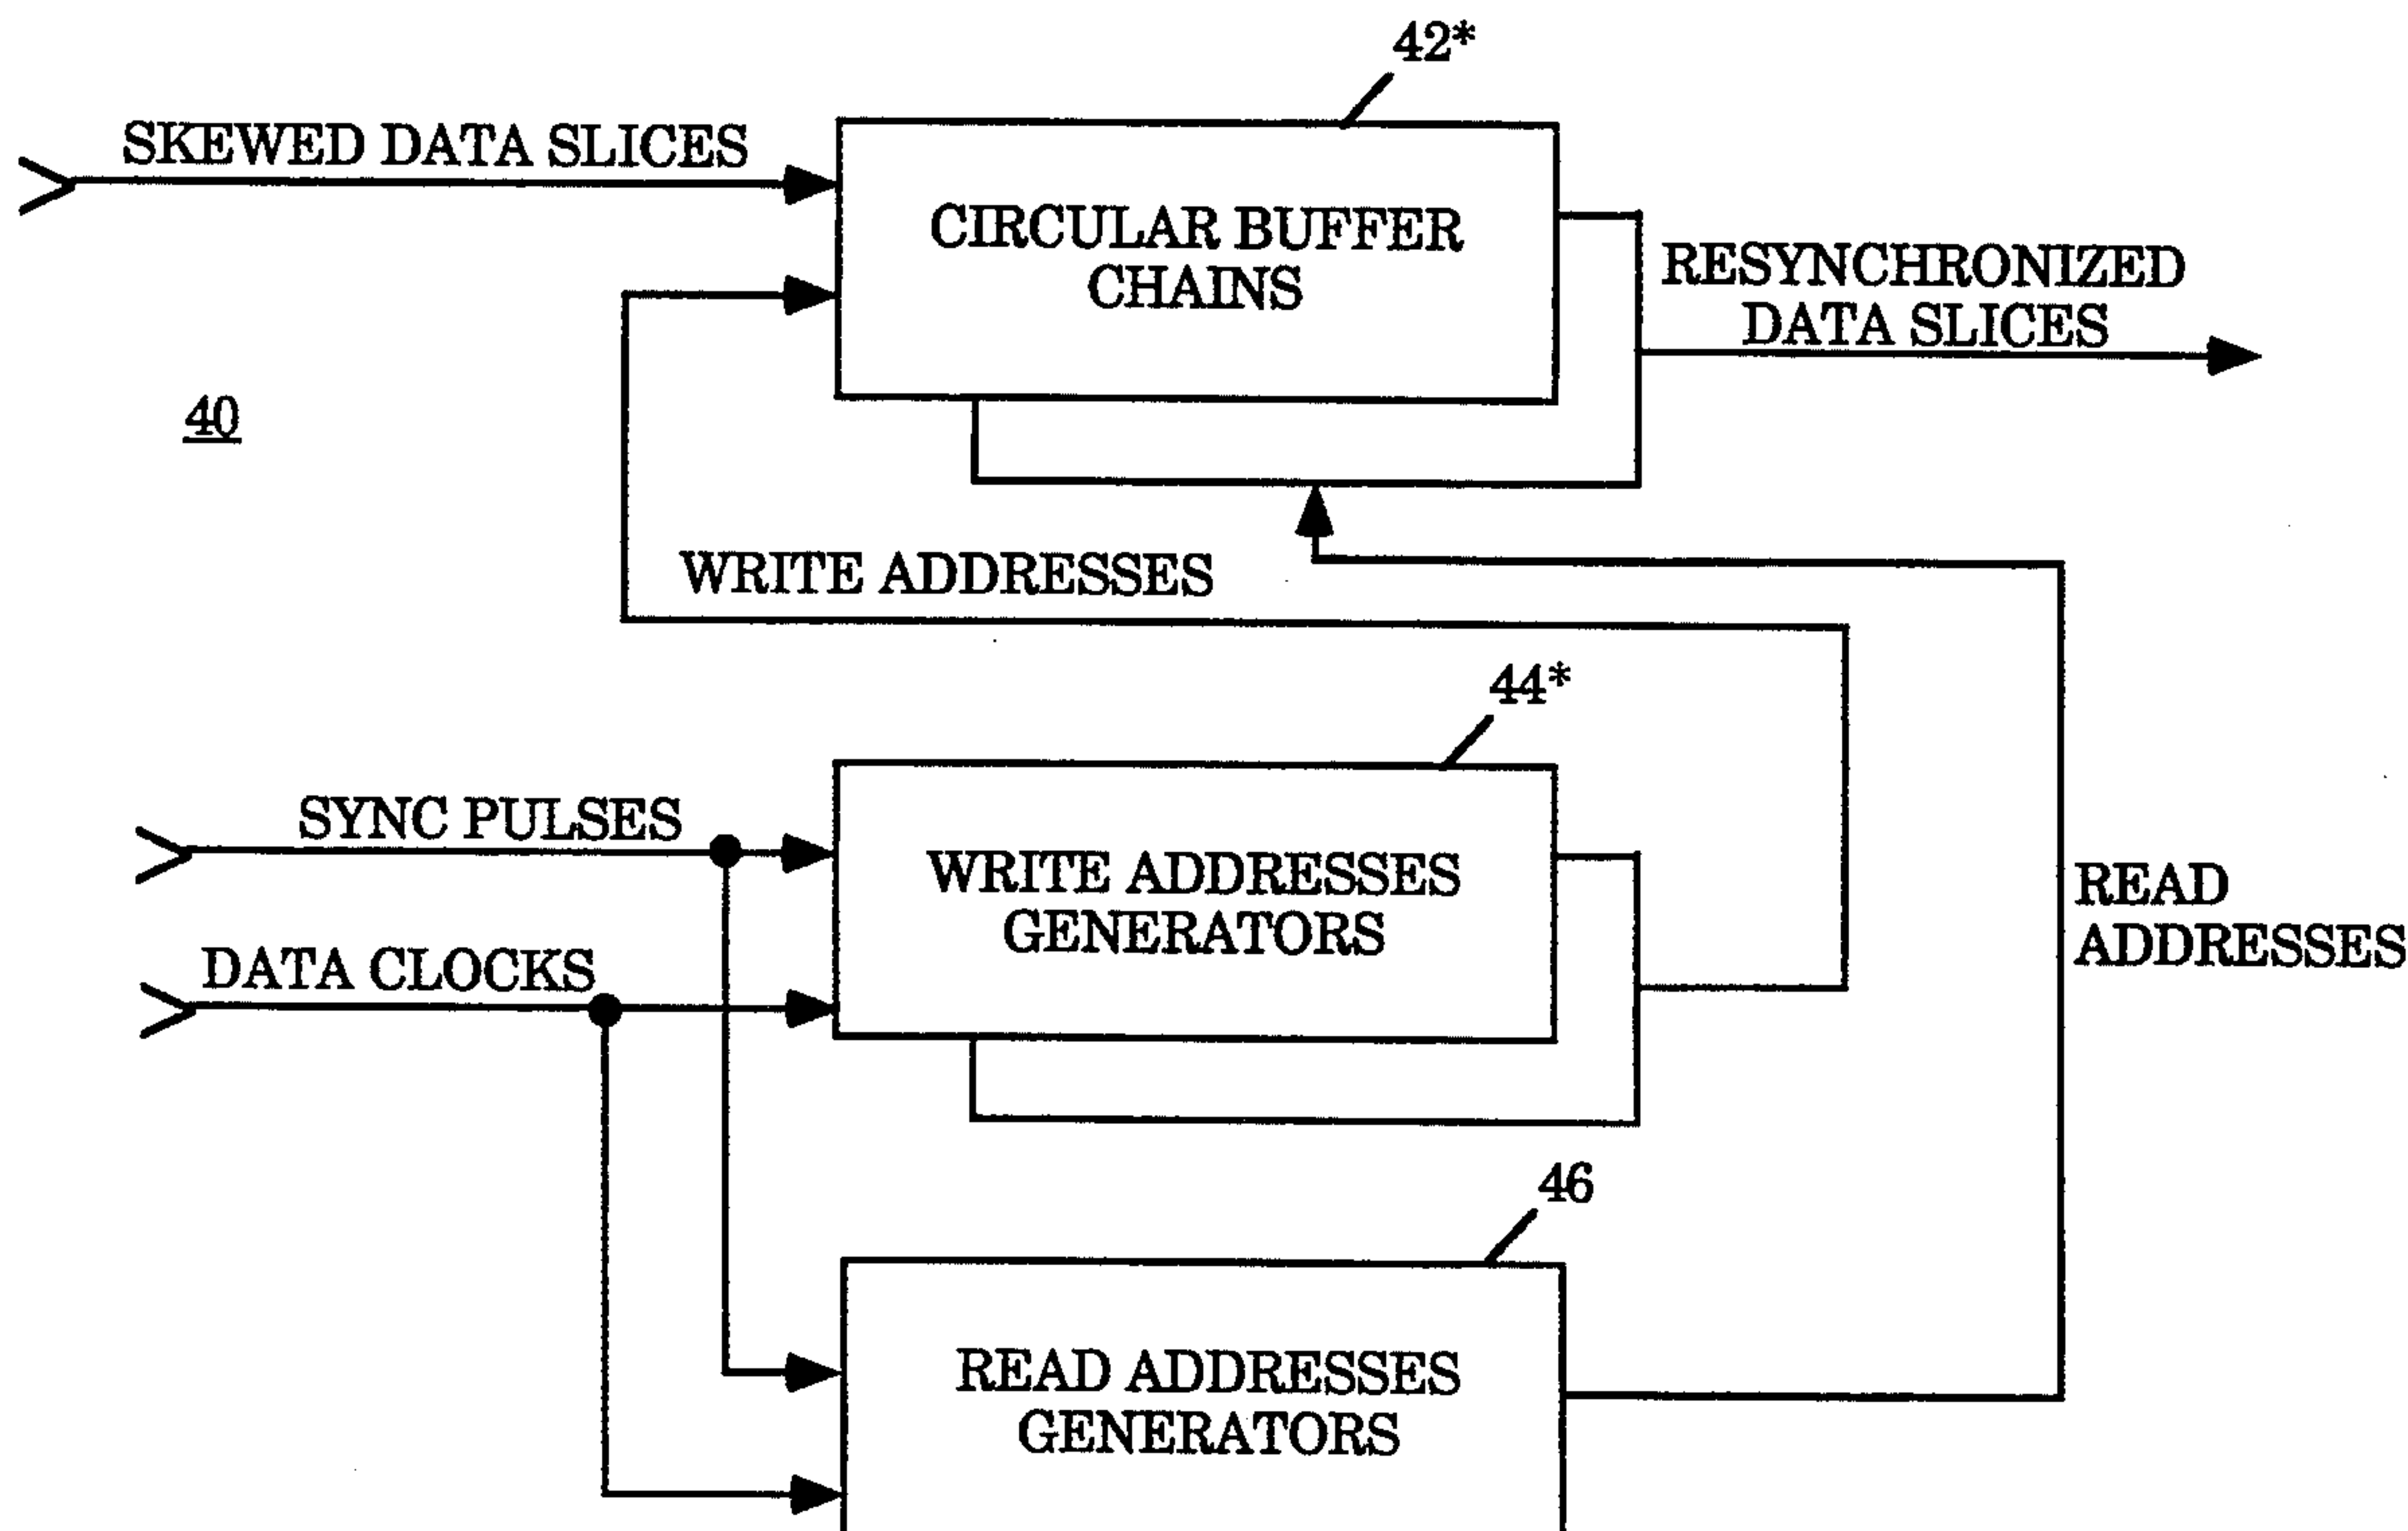 42*
SKEWED DATA SLICES
CIRCULAR BUFFER
CHAINS
RESYNCHRONIZED
DATA SLICES
40
WRITE ADDRESSES
44*
SYNC PULSES
WRITE ADDRESSES
GENERATORS
READ
ADDRESSES
DATA CLOCKS
46
READ ADDRESSES
GENERATORS